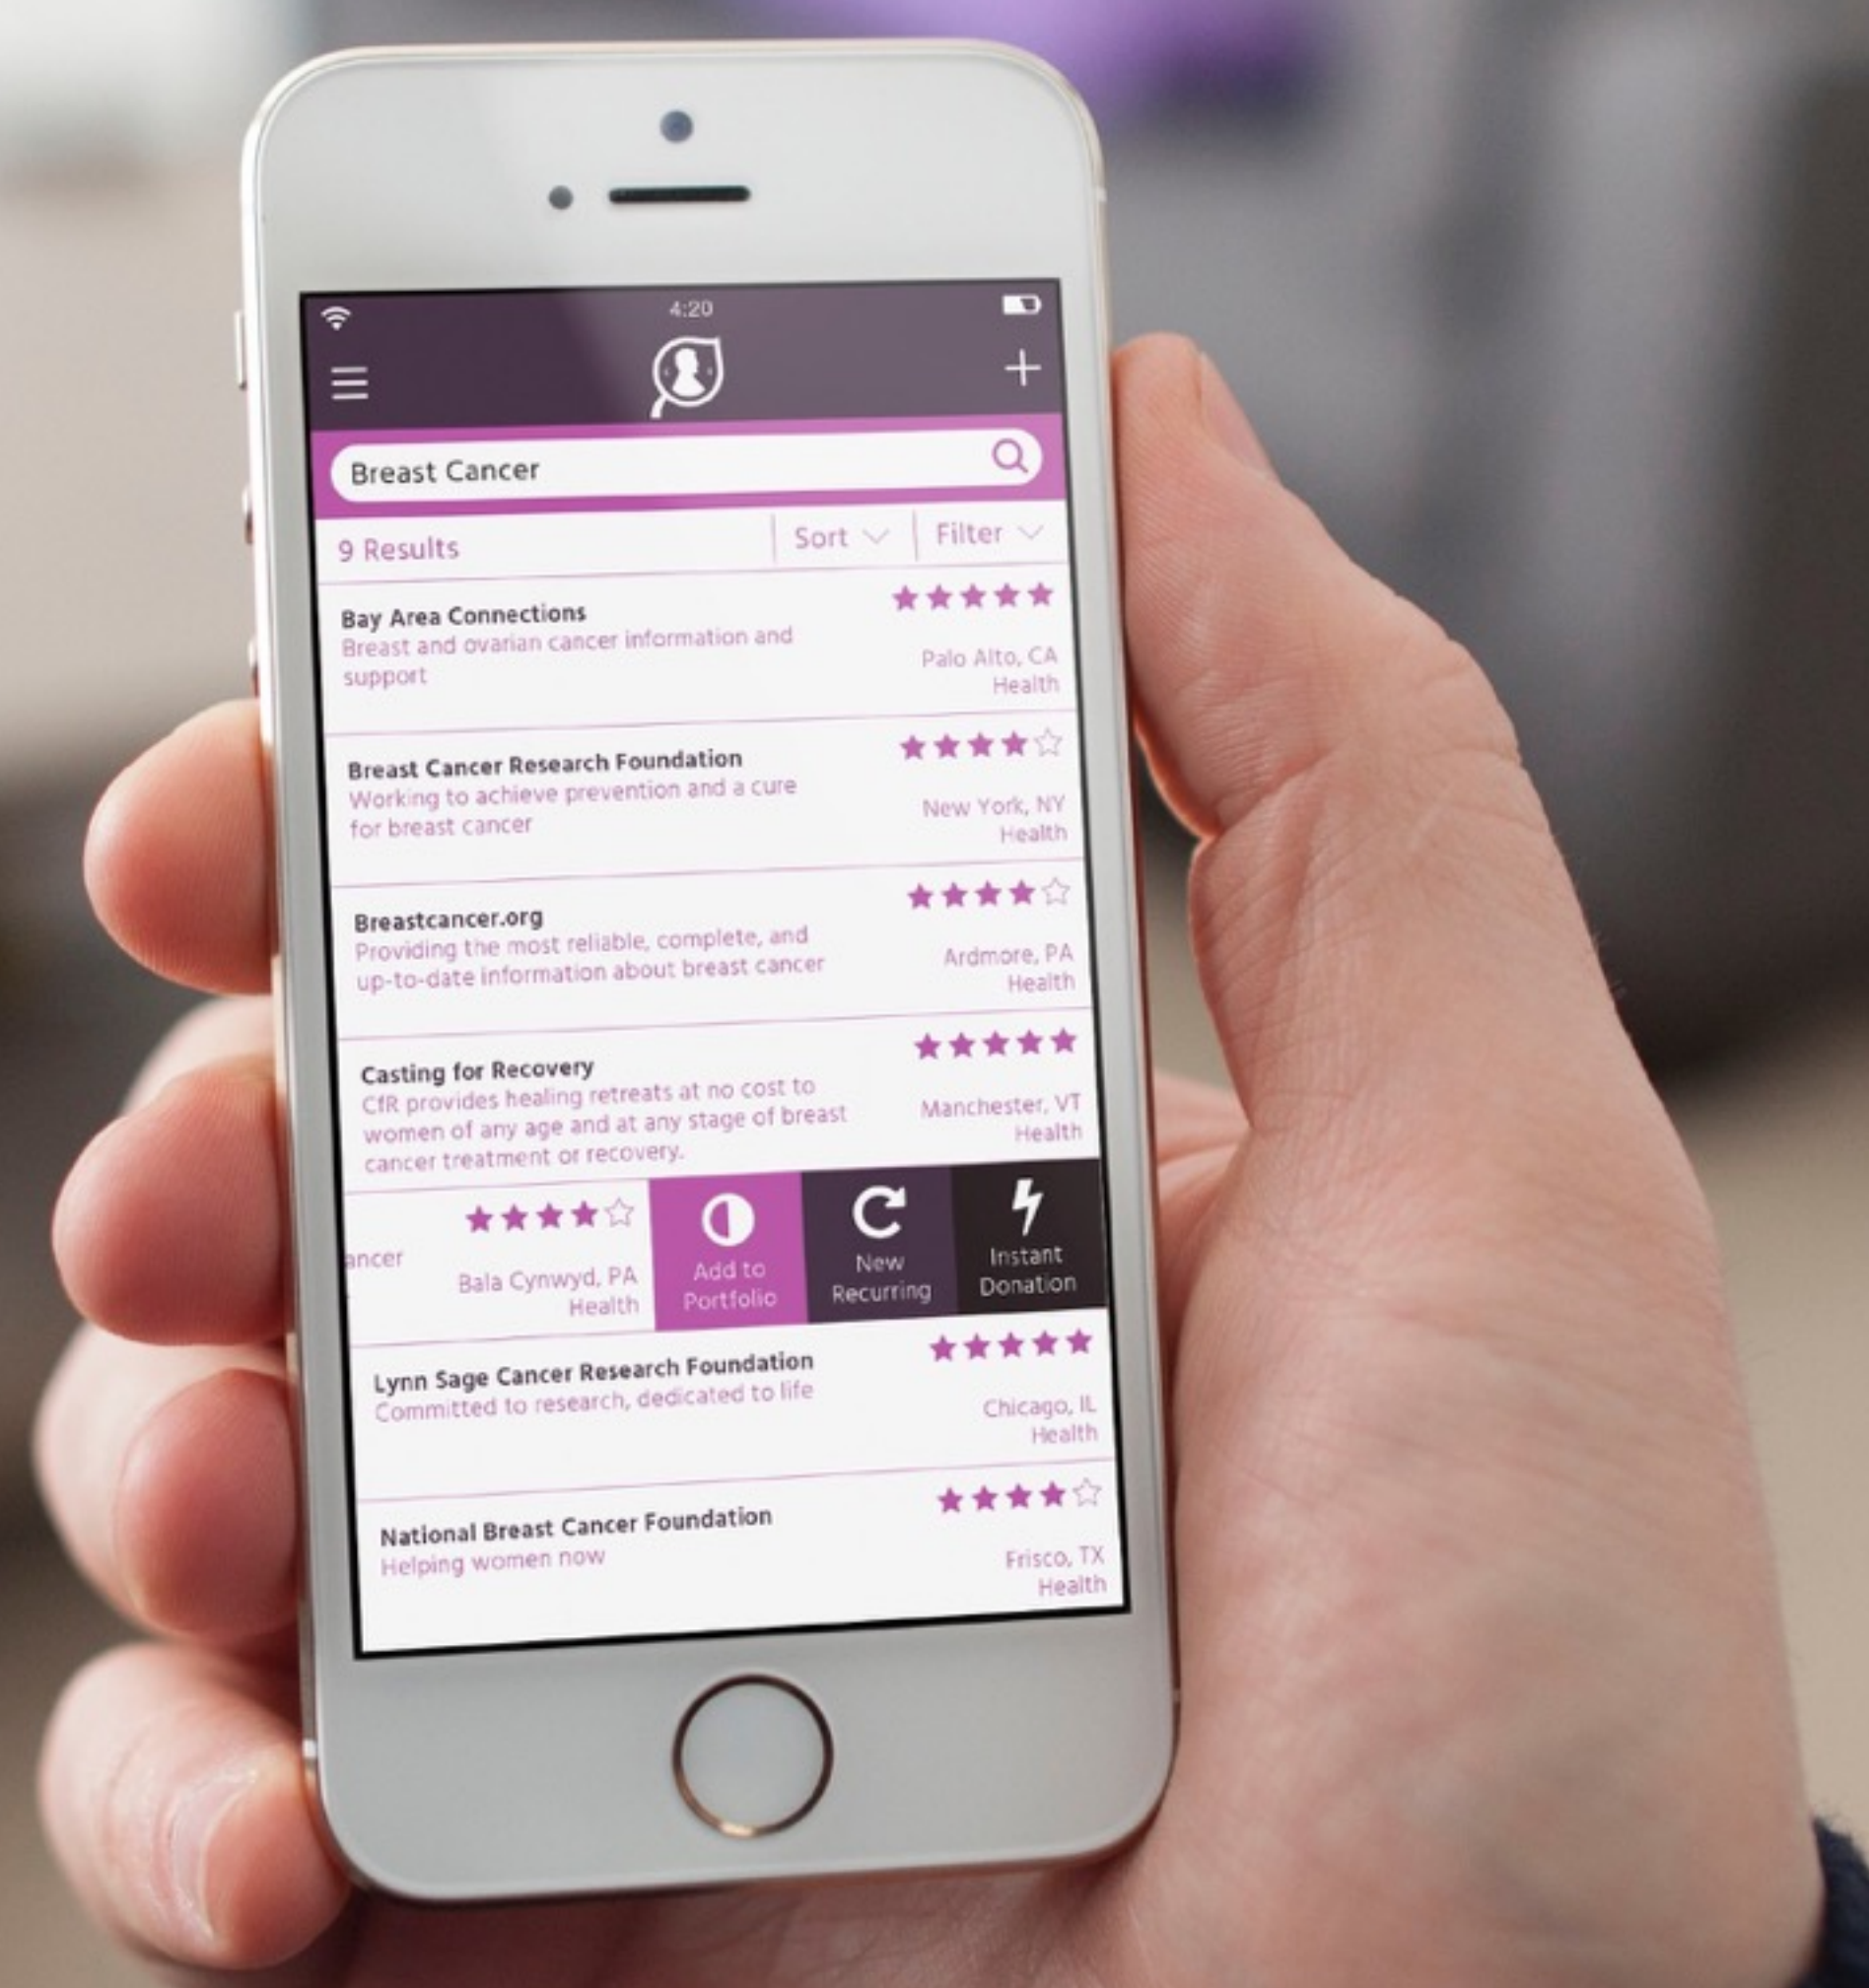 4:20
Breast Cancer
9 Results
Sort
Filter
Bay Area Connections
Breast and ovarian cancer information and
support
Palo Alto, CA
Health
Breast Cancer Research Foundation
Working to achieve prevention and a cure
for breast cancer
New York, NY
Health
Breastcancer.org
Providing the most reliable, complete, and
up-to-date information about breast cancer
Ardmore, PA
Health
Casting for Recovery
CfR provides healing retreats at no cost to
women of any age and at any stage of breast
cancer treatment or recovery.
Manchester, VT
Health
ancer
Bala Cynwyd, PA
Health
Add to
Portfolio
New
Recurring
Instant
Donation
Lynn Sage Cancer Research Foundation
Committed to research, dedicated to life
Chicago, IL
Health
National Breast Cancer Foundation
Helping women now
Frisco, TX
Health